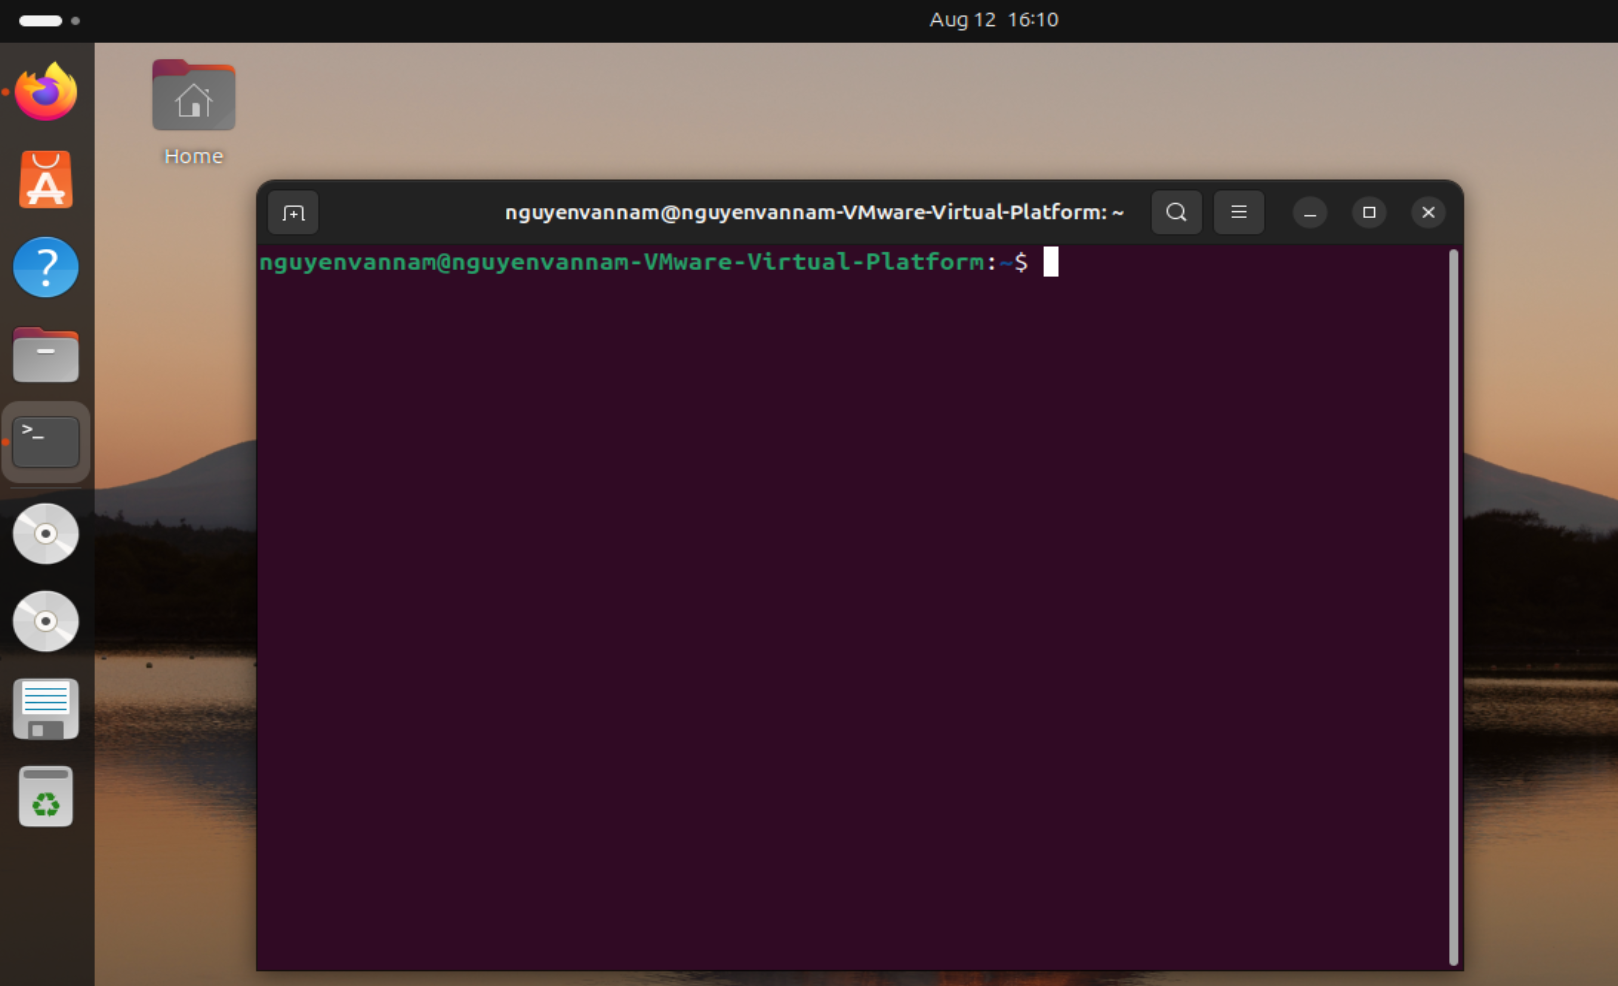 Aug 12 16:10
Home
nguyenvannam@nguyenvannam-VMware-Virtual-Platform: ~
nguyenvannam@nguyenvannam-VMware-Virtual-Platform:~$